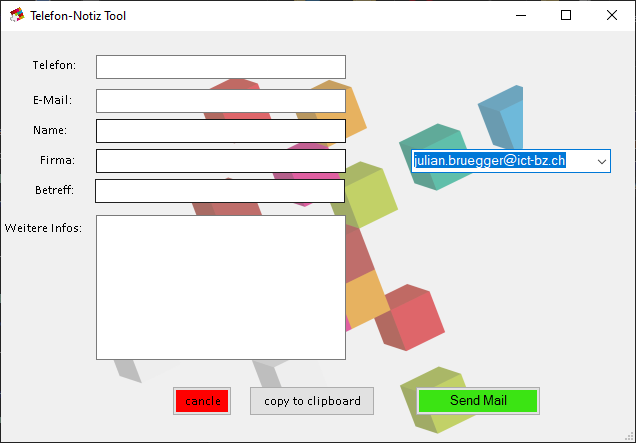 Telefon-Notiz Tool
Telefon:
E-Mail:
Name:
Firma:
julian.bruegger@ict-bz.ch
Betreff:
Weitere Infos:
cancle
copy to clipboard
Send Mail